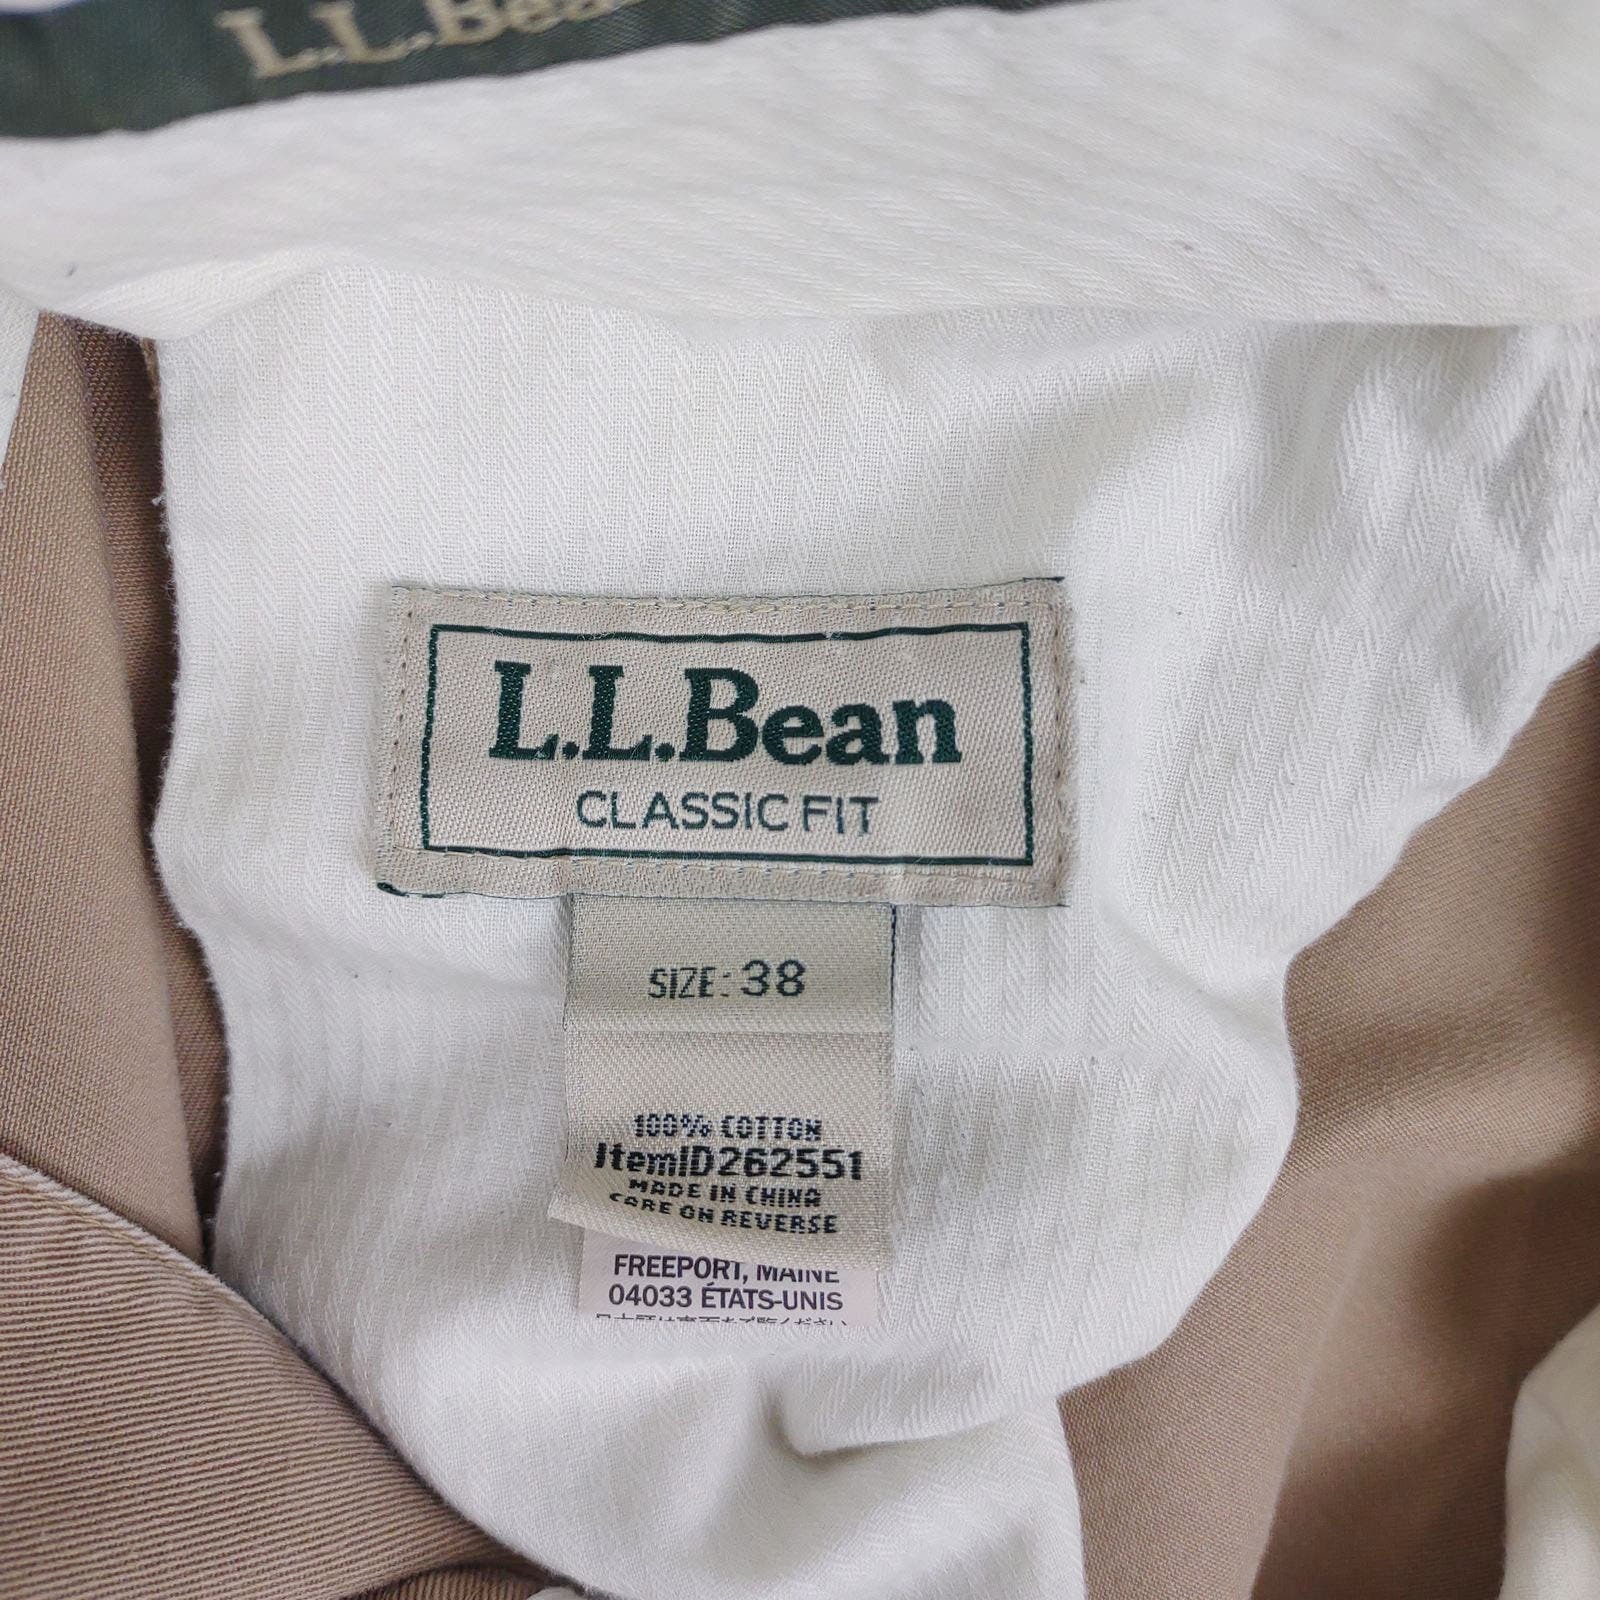 L.L.Bean
L.L.Bean
CLASSIC FIT
SIZE: 38
100% COTTON
ItemID262551
MADE IN CHINA
CARE ON REVERSE
FREEPORT, MAINE
04033 ÉTATS-UNIS